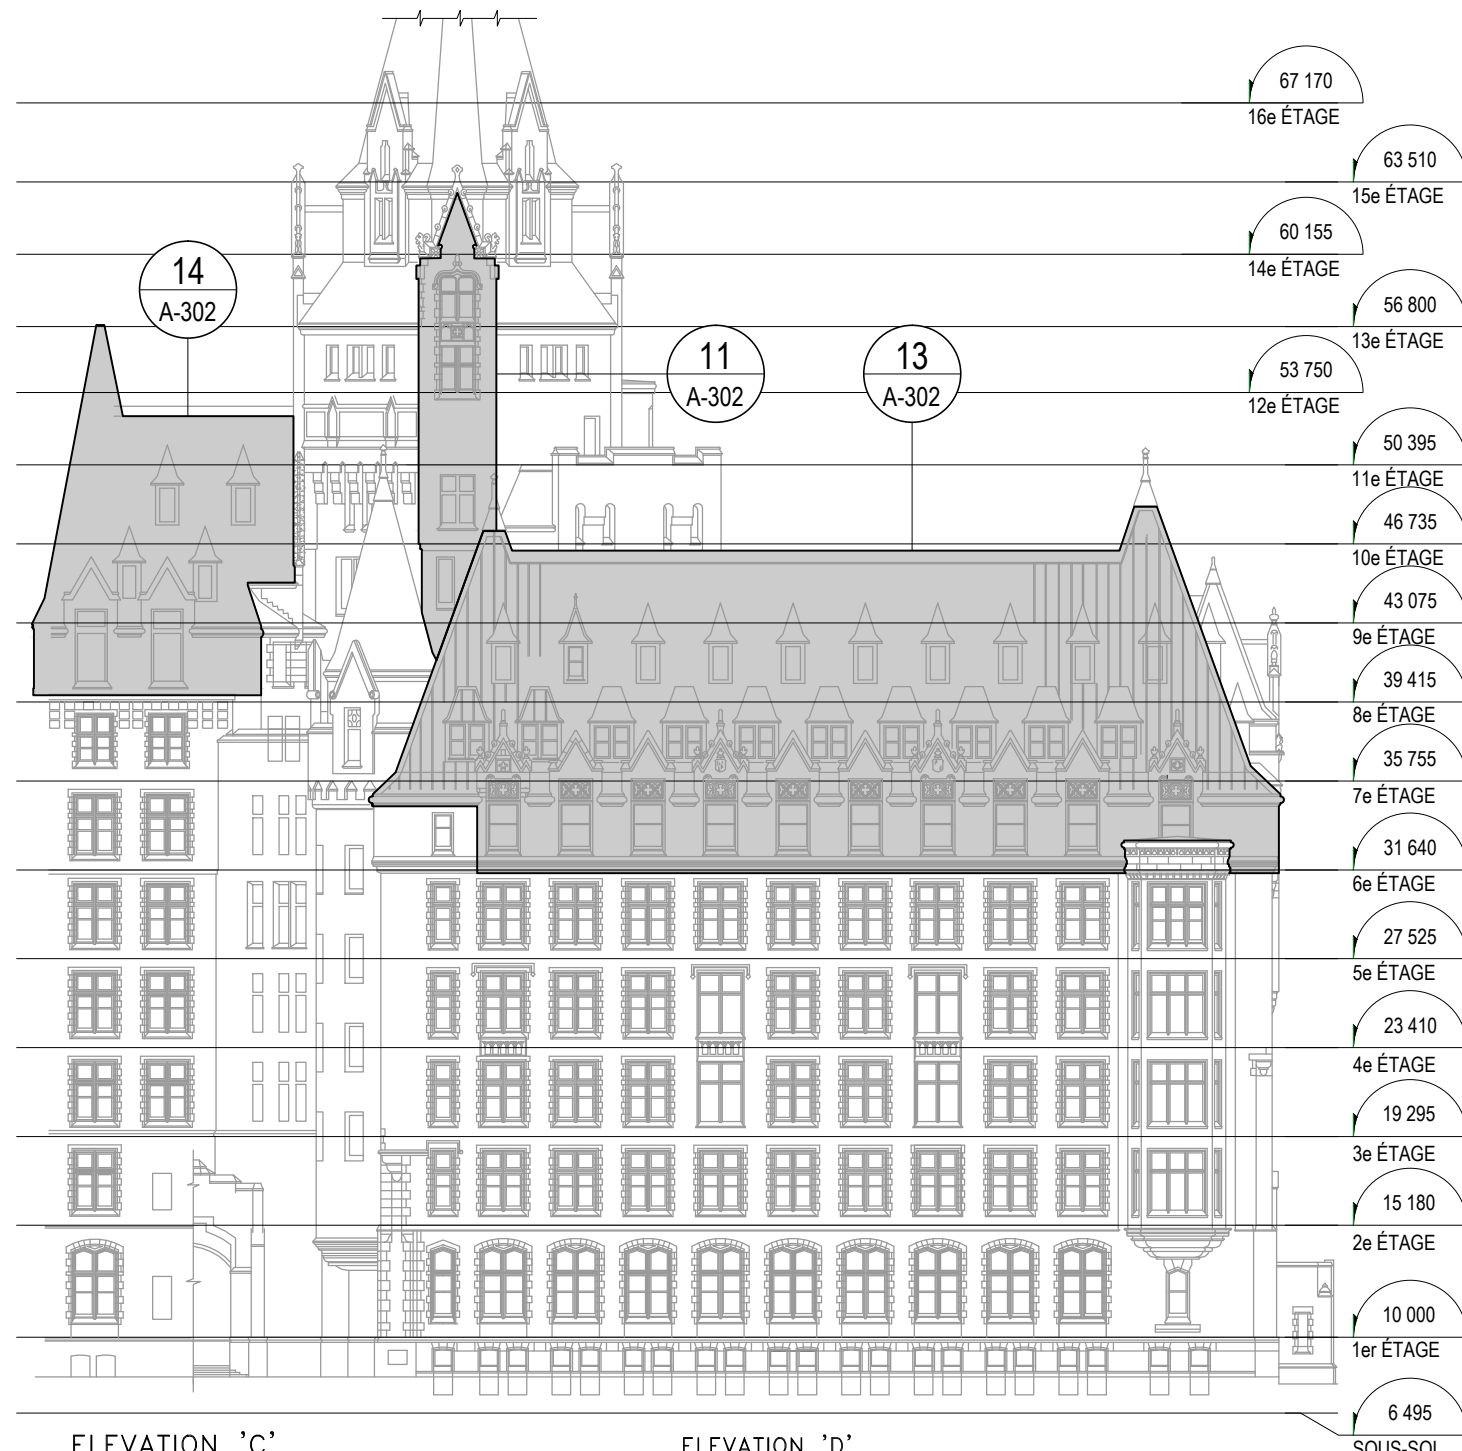 67 170
16e ÉTAGE
63 510
15e ÉTAGE
60 155
14e ÉTAGE
14
A-302
56 800
13e ÉTAGE
11
A-302
13
A-302
53 750
12e ÉTAGE
50 395
11e ÉTAGE
46 735
10e ÉTAGE
43 075
9e ÉTAGE
39 415
8e ÉTAGE
35 755
7e ÉTAGE
31 640
6e ÉTAGE
27 525
5e ÉTAGE
23 410
4e ÉTAGE
19 295
3e ÉTAGE
15 180
2e ÉTAGE
10 000
1er ÉTAGE
6 495
SOUS-SOL
ELEVATION 'C'
ELEVATION 'D'